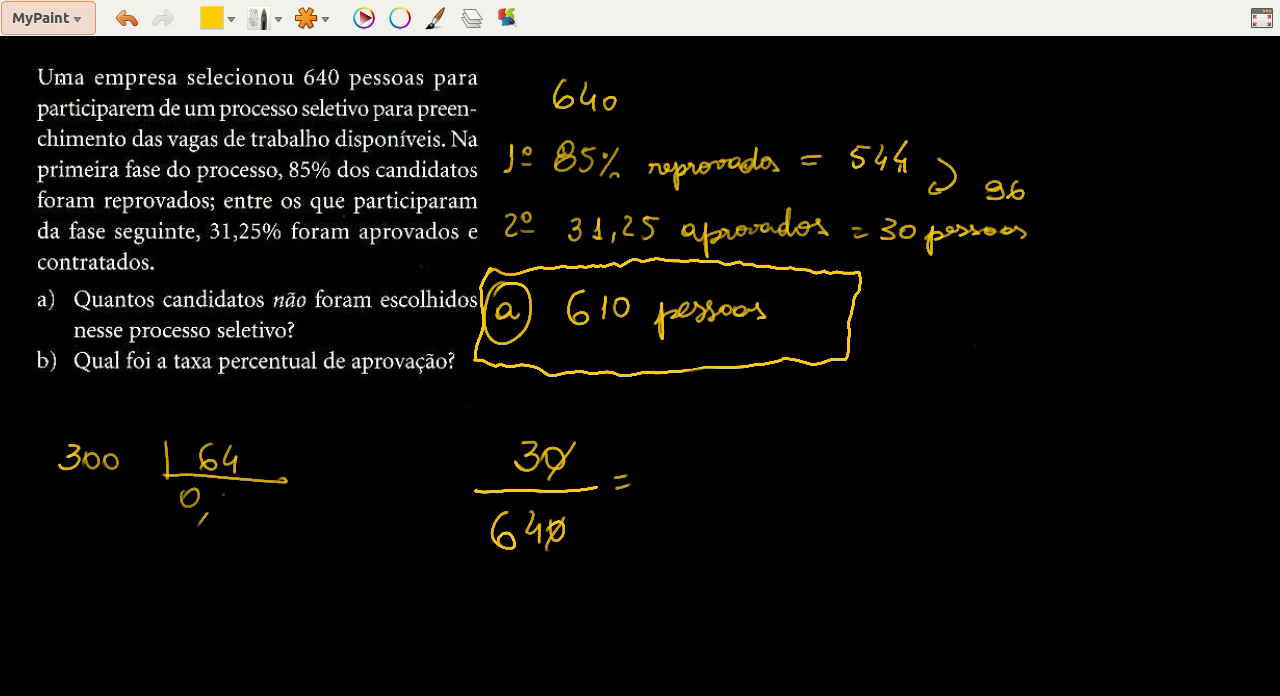 MyPaint
Uma empresa selecionou 640 pessoas para
participarem de um processo seletivo para preen-
chimento das vagas de trabalho disponíveis. Na
primeira fase do processo, 85% dos candidatos
foram reprovados; entre os que participaram
da fase seguinte, 31,25% foram aprovados e
contratados.
a) Quantos candidatos não foram escolhidos
nesse processo seletivo?
b) Qual foi a taxa percentual de aprovação?
640
1º 85% reprovados = 544
96
2º 31,25 aprovados = 30 pessoas
a 610 pessoas
300 64
0,
30
=
640